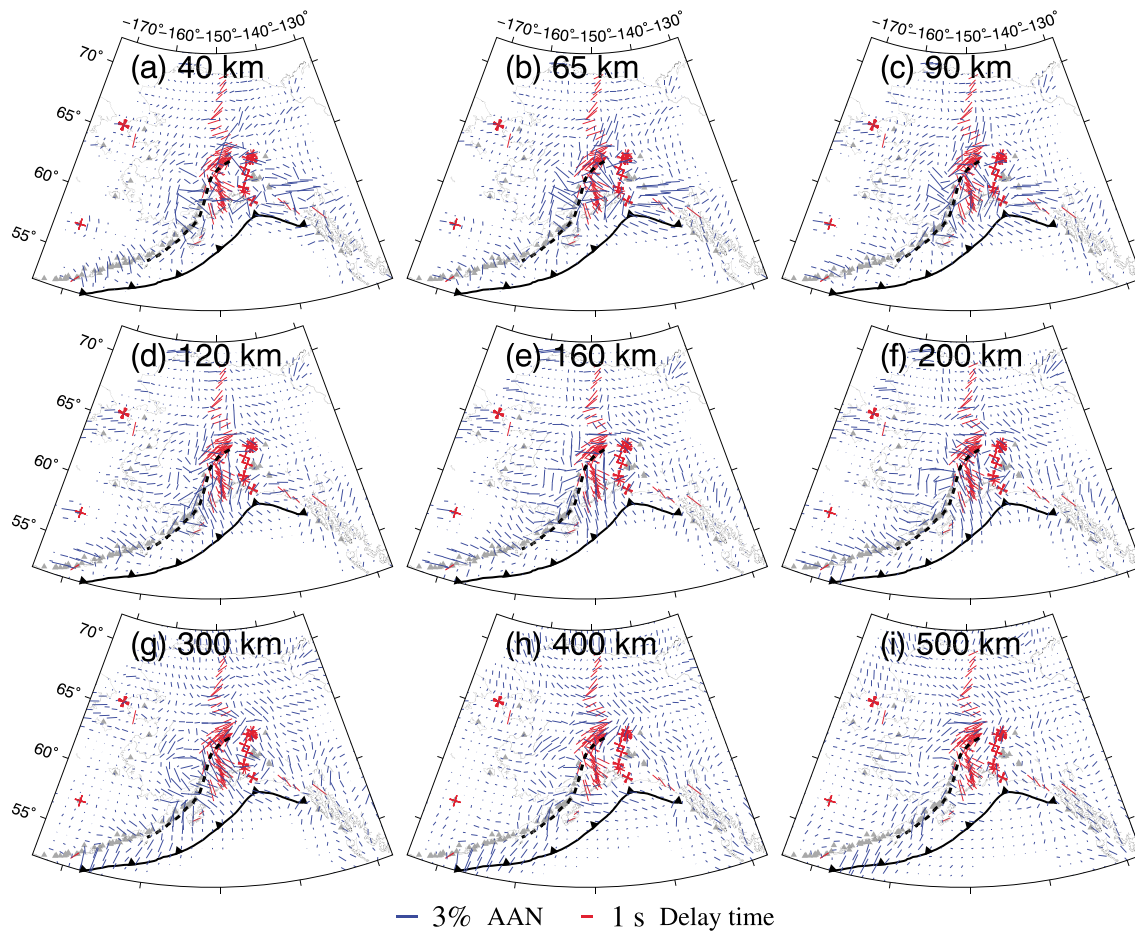 −170° −160° −150° −140° −130°
70°
65°
60°
55°
(a) 40 km
(b) 65 km
(c) 90 km
70°
65°
60°
55°
(d) 120 km
(e) 160 km
(f) 200 km
70°
65°
60°
55°
(g) 300 km
(h) 400 km
(i) 500 km
−170° −160° −150° −140° −130°
−170° −160° −150° −140° −130°
3% AAN 1 s Delay time